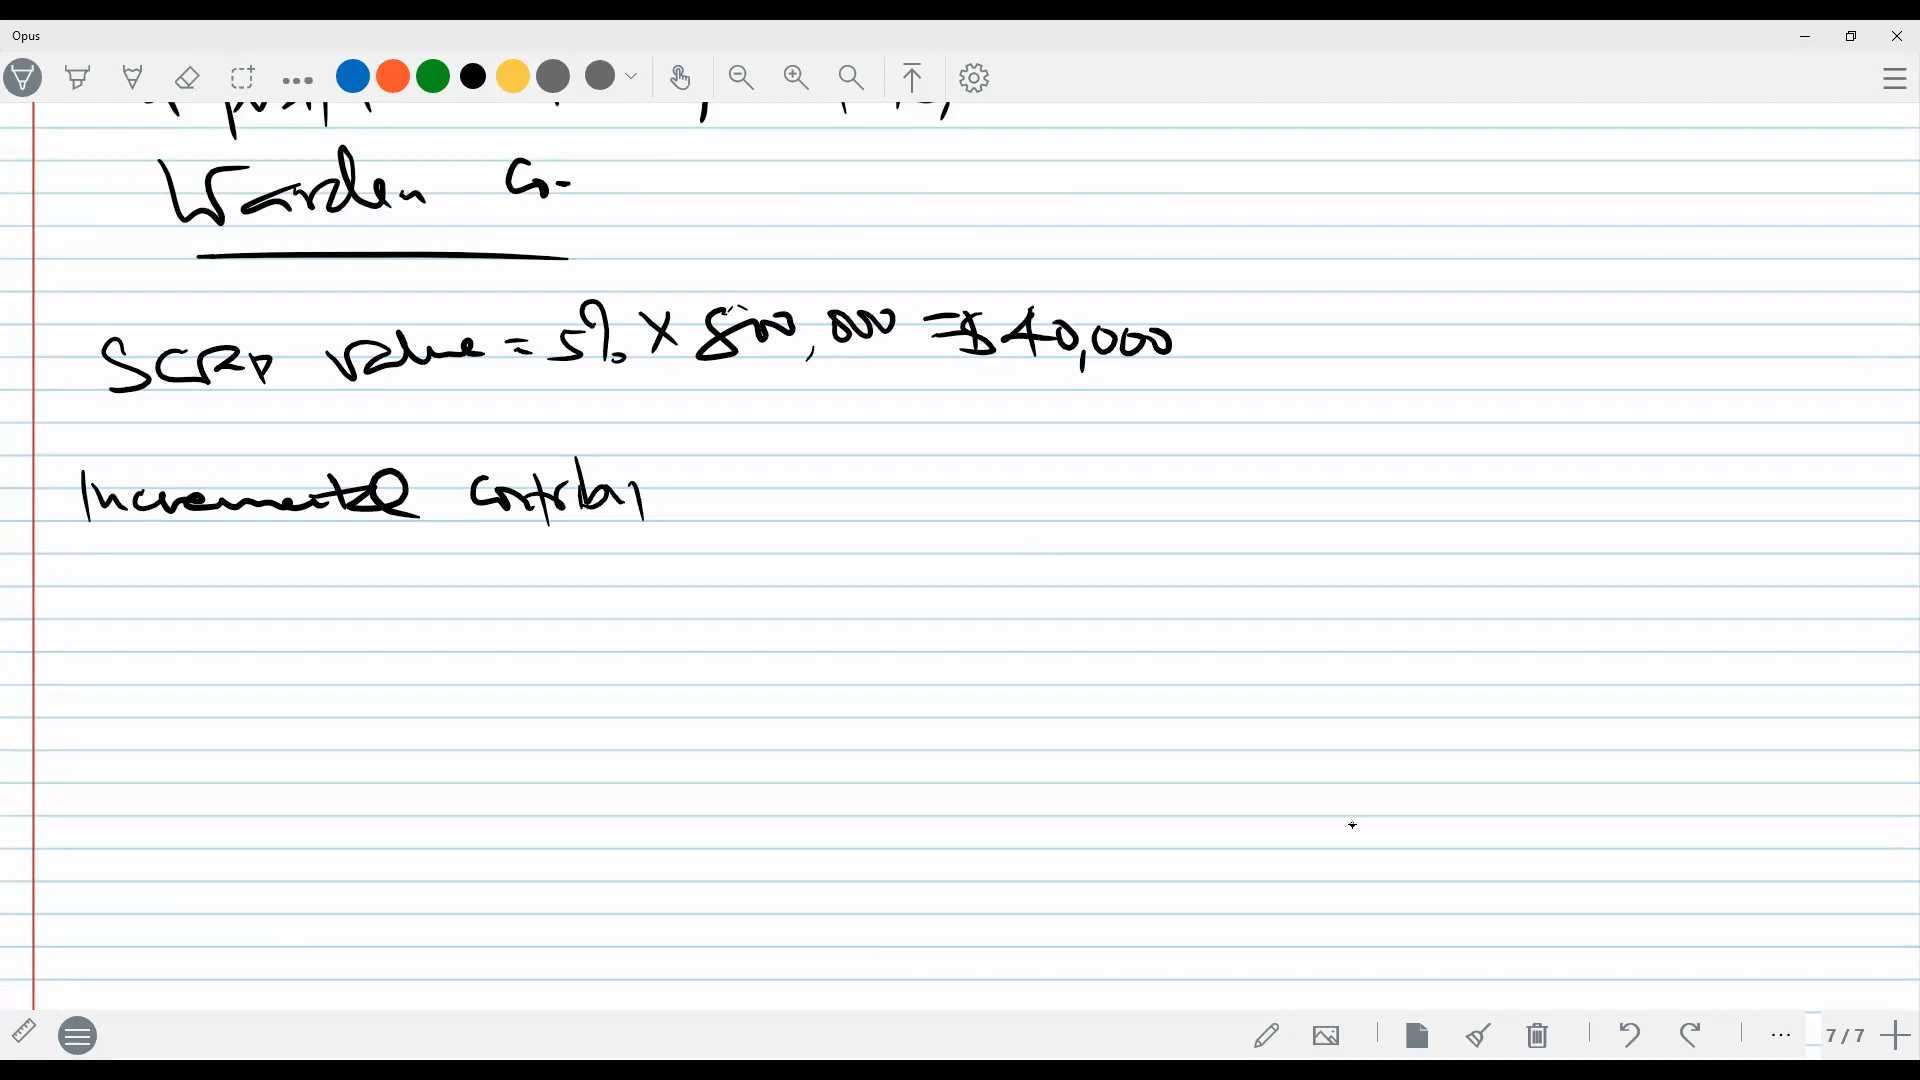 Opus
Warden Co-
SCRAP value = 5% x 800,000 = $40,000
Incremental contribu
7 / 7